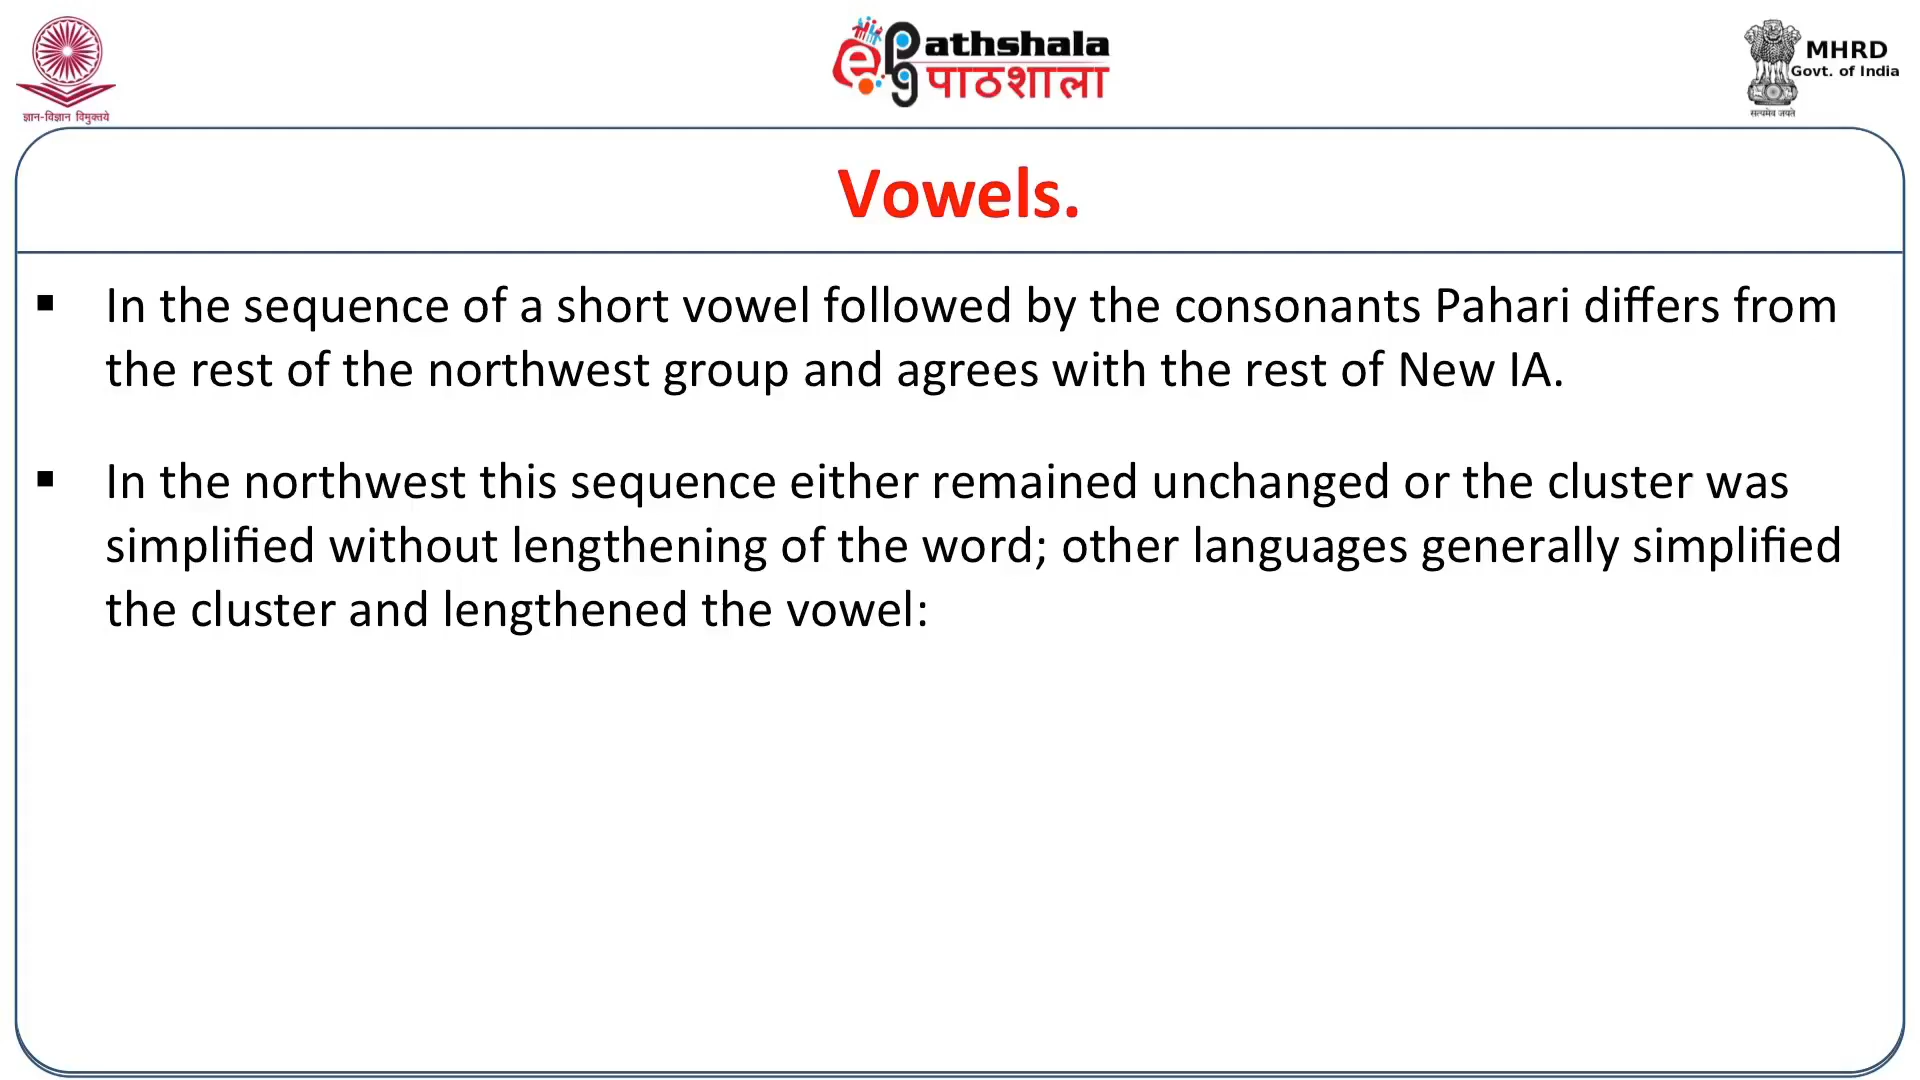 ज्ञान-विज्ञान विमुक्तये
ePG Pathshala
पाठशाला
MHRD
Govt. of India
सत्यमेव जयते
Vowels.
▪ In the sequence of a short vowel followed by the consonants Pahari differs from
the rest of the northwest group and agrees with the rest of New IA.
▪ In the northwest this sequence either remained unchanged or the cluster was
simplified without lengthening of the word; other languages generally simplified
the cluster and lengthened the vowel: